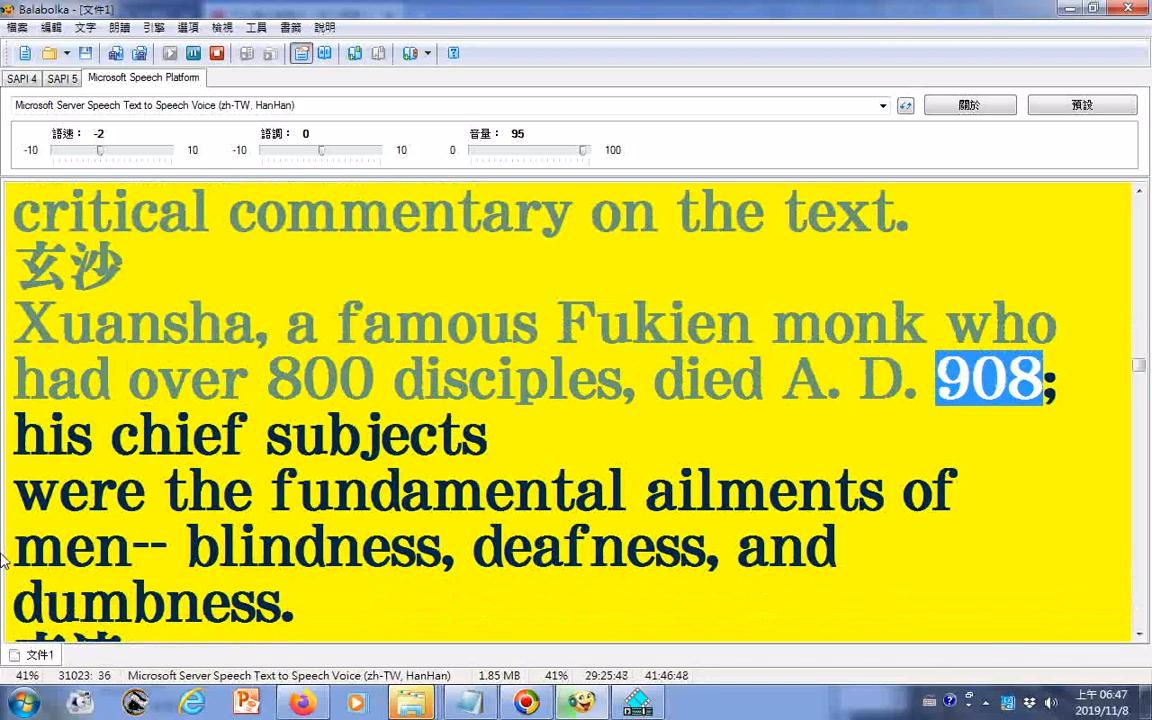 Balabolka - [文件1]
檔案 編輯 文字 朗讀 引擎 選項 檢視 工具 書籤 說明
SAPI 4 SAPI 5 Microsoft Speech Platform
Microsoft Server Speech Text to Speech Voice (zh-TW, HanHan) 關於 預設
語速： -2 語調： 0 音量： 95
-10 10 -10 10 0 100
critical commentary on the text.
玄沙
Xuansha, a famous Fukien monk who
had over 800 disciples, died A. D. 908;
his chief subjects
were the fundamental ailments of
men-- blindness, deafness, and
dumbness.
文件1
41% 31023: 36 Microsoft Server Speech Text to Speech Voice (zh-TW, HanHan) 1.85 MB 41% 29:25:43 41:46:48
上午 06:47
2019/11/8